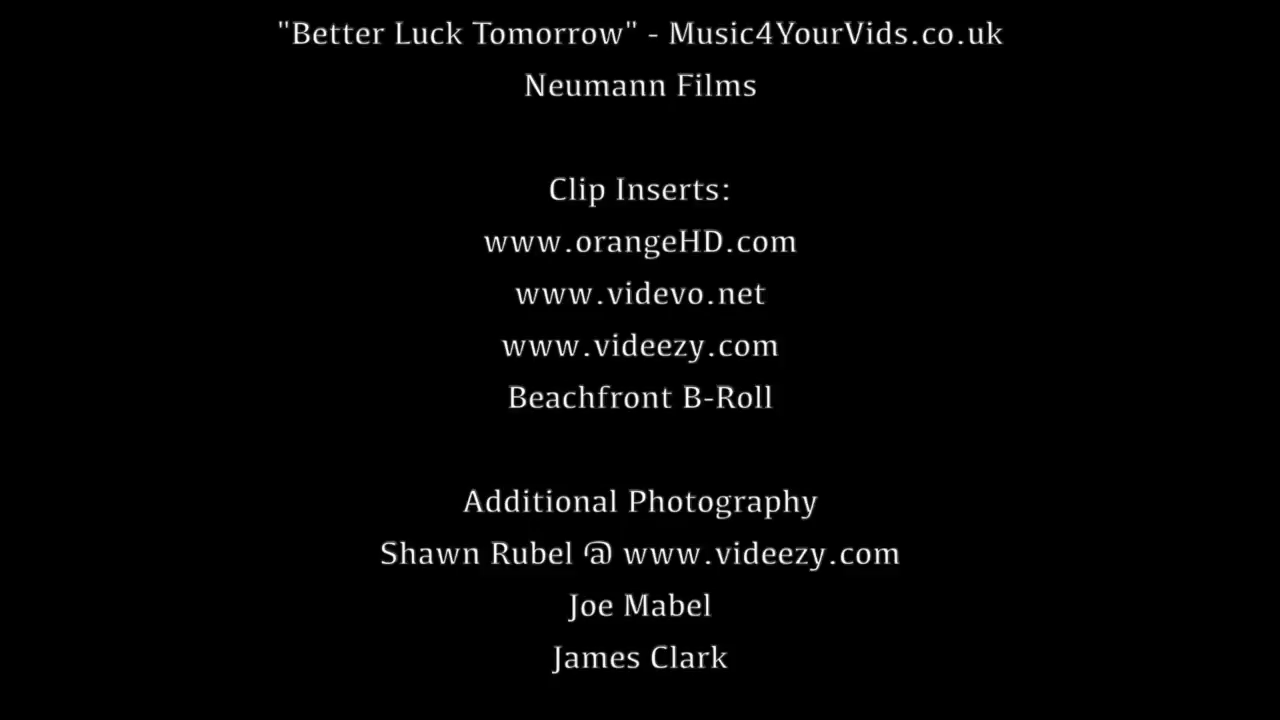 "Better Luck Tomorrow" - Music4YourVids.co.uk
Neumann Films
Clip Inserts:
www.orangeHD.com
www.videvo.net
www.videezy.com
Beachfront B-Roll
Additional Photography
Shawn Rubel @ www.videezy.com
Joe Mabel
James Clark